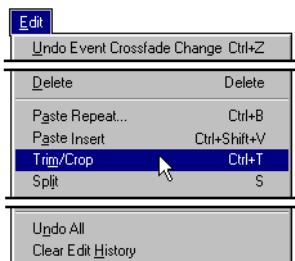 Edit
Undo Event Crossfade Change Ctrl+Z
Delete Delete
Paste Repeat... Ctrl+B
Paste Insert Ctrl+Shift+V
Trim/Crop Ctrl+T
Split S
Undo All
Clear Edit History